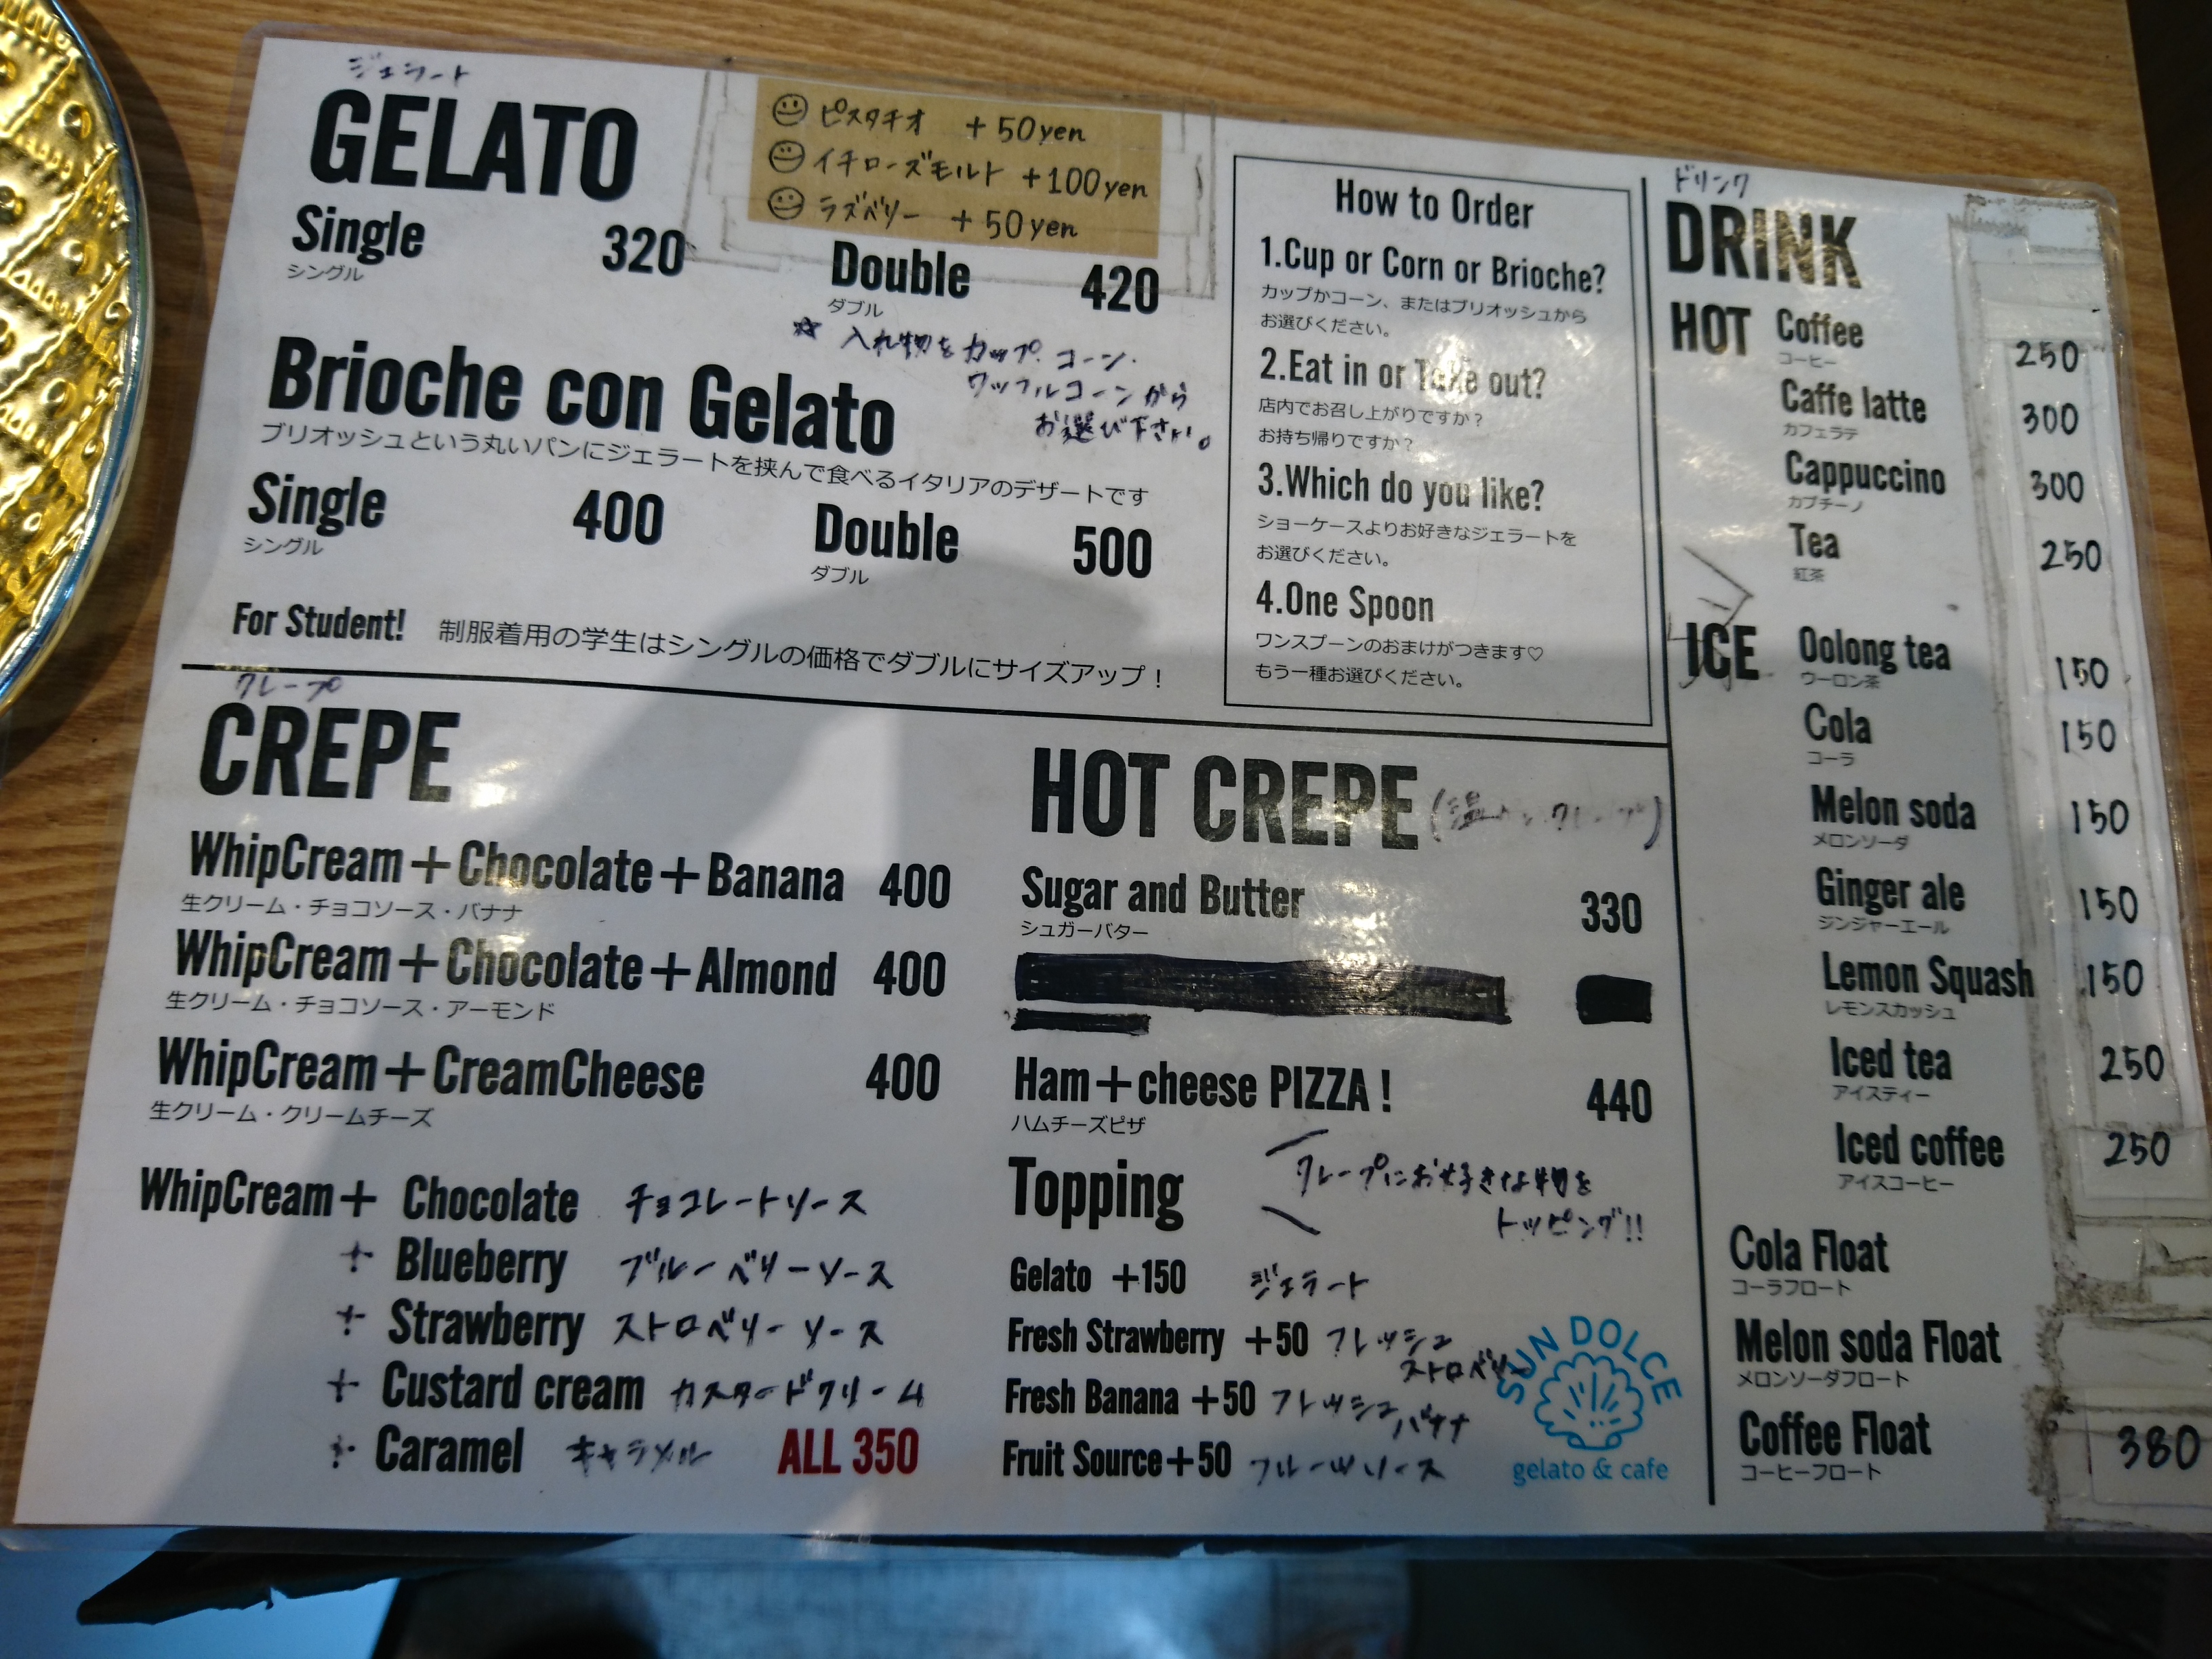 ジェラート
GELATO
ピスタチオ +50yen
イチローズモルト +100yen
ラズベリー +50yen
Single 320 Double 420
シングル ダブル
☆ 入れ物をカップ、コーン・
ワッフルコーンから
お選び下さい。
Brioche con Gelato
ブリオッシュという丸いパンにジェラートを挟んで食べるイタリアのデザートです
Single 400 Double 500
シングル ダブル
For Student! 制服着用の学生はシングルの価格でダブルにサイズアップ！
How to Order
1.Cup or Corn or Brioche?
カップかコーン、またはブリオッシュから
お選びください。
2.Eat in or Take out?
店内でお召し上がりですか？
お持ち帰りですか？
3.Which do you like?
ショーケースよりお好きなジェラートを
お選びください。
4.One Spoon
ワンスプーンのおまけがつきます♡
もう一種お選びください。
クレープ
CREPE
WhipCream+Chocolate+Banana 400
生クリーム・チョコソース・バナナ
WhipCream+Chocolate+Almond 400
生クリーム・チョコソース・アーモンド
WhipCream+CreamCheese 400
生クリーム・クリームチーズ
WhipCream+ Chocolate チョコレートソース
+ Blueberry ブルーベリーソース
+ Strawberry ストロベリーソース
+ Custard cream カスタードクリーム
+ Caramel キャラメル ALL 350
HOT CREPE (温かいクレープ)
Sugar and Butter 330
シュガーバター
Ham+cheese PIZZA! 440
ハムチーズピザ
Topping
クレープにお好きな物を
トッピング!!
Gelato +150 ジェラート
Fresh Strawberry +50 フレッシュ
ストロベリー
Fresh Banana +50 フレッシュ
バナナ
Fruit Source+50 フルーツソース
SUN DOLCE
gelato & cafe
ドリンク
DRINK
HOT Coffee 250
コーヒー
Caffe latte 300
カフェラテ
Cappuccino 300
カプチーノ
Tea 250
紅茶
ICE Oolong tea 150
ウーロン茶
Cola 150
コーラ
Melon soda 150
メロンソーダ
Ginger ale 150
ジンジャーエール
Lemon Squash 150
レモンスカッシュ
Iced tea 250
アイスティー
Iced coffee 250
アイスコーヒー
Cola Float
コーラフロート
Melon soda Float
メロンソーダフロート
Coffee Float 380
コーヒーフロート